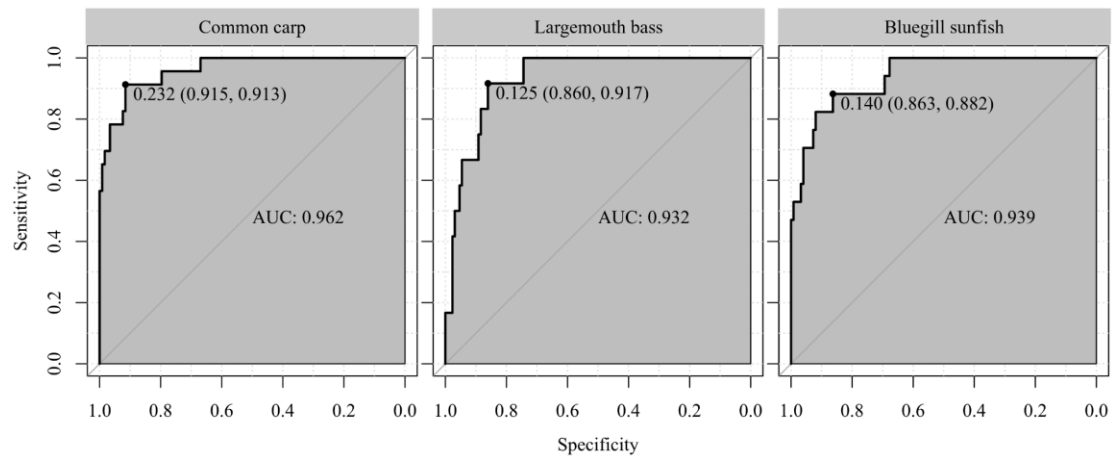 Common carp
Largemouth bass
Bluegill sunfish
Sensitivity
1.0
0.8
0.6
0.4
0.2
0.0
0.232 (0.915, 0.913)
AUC: 0.962
0.125 (0.860, 0.917)
AUC: 0.932
0.140 (0.863, 0.882)
AUC: 0.939
1.0 0.8 0.6 0.4 0.2 0.0
1.0 0.8 0.6 0.4 0.2 0.0
1.0 0.8 0.6 0.4 0.2 0.0
Specificity